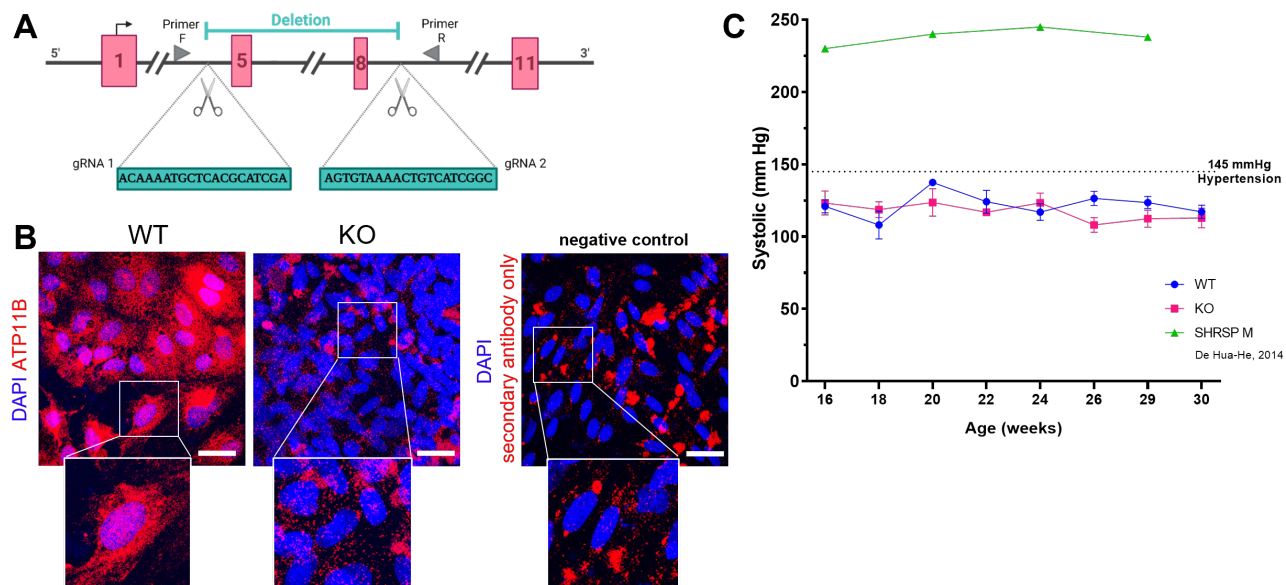 A
Deletion
Primer
F
Primer
R
5'
1
5
8
11
3'
gRNA 1
ACAAAATGCTCACGCATCGA
AGTGTAAAACTGTCATCGGC
gRNA 2
B
WT
KO
negative control
DAPI ATP11B
DAPI
secondary antibody only
C
Systolic (mm Hg)
300
250
200
150
100
50
0
145 mmHg
Hypertension
WT
KO
SHRSP M
De Hua-He, 2014
16 18 20 22 24 26 29 30
Age (weeks)